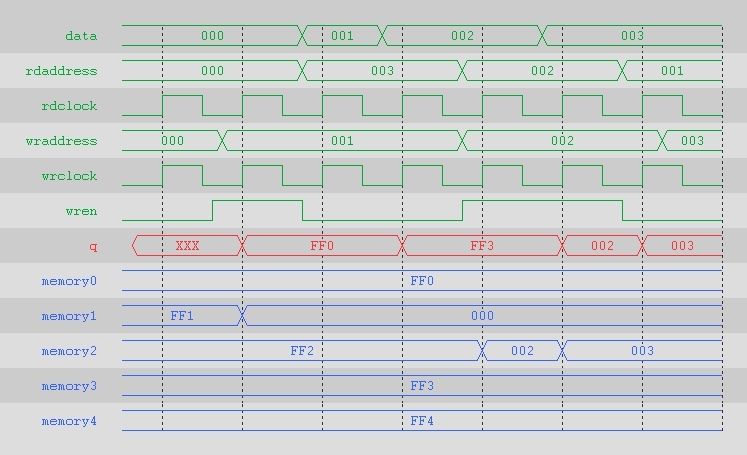 data 000 001 002 003
rdaddress 000 003 002 001
rdclock
wraddress 000 001 002 003
wrclock
wren
q XXX FF0 FF3 002 003
memory0 FF0
memory1 FF1 000
memory2 FF2 002 003
memory3 FF3
memory4 FF4